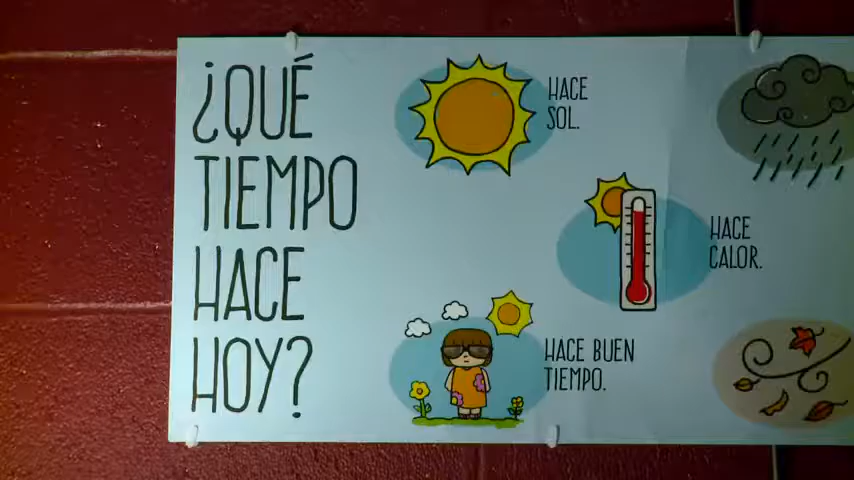 ¿QUÉ
TIEMPO
HACE
HOY?
HACE
SOL.
HACE
CALOR.
HACE BUEN
TIEMPO.